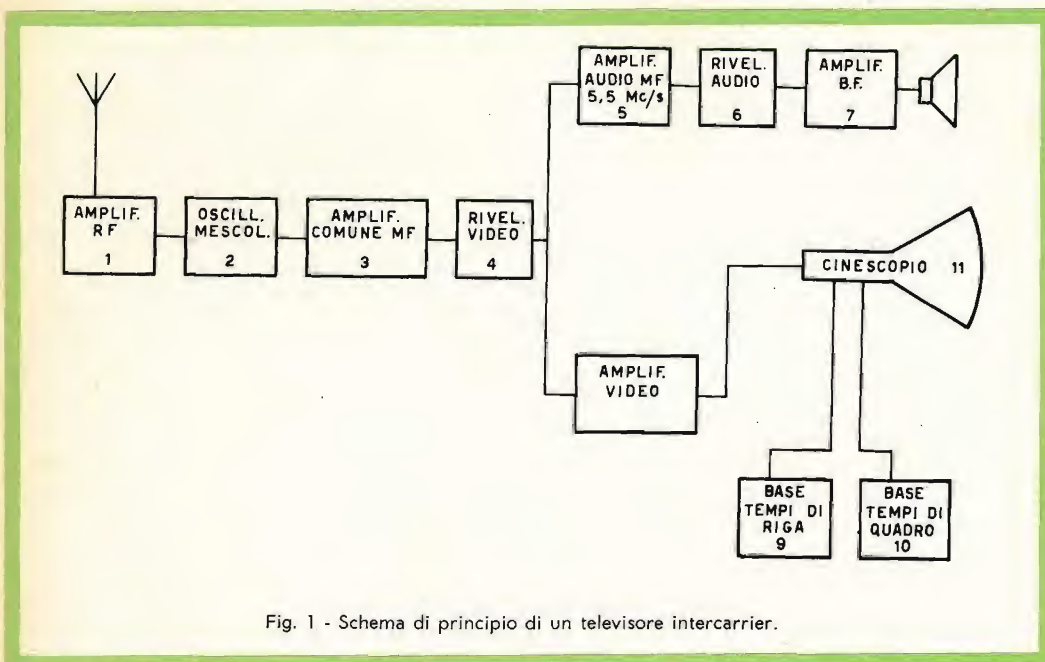 AMPLIF.
AUDIO MF
5,5 Mc/s
5
RIVEL.
AUDIO
6
AMPLIF.
B.F.
7
AMPLIF.
RF
1
OSCILL.
MESCOL.
2
AMPLIF.
COMUNE MF
3
RIVEL.
VIDEO
4
CINESCOPIO 11
AMPLIF.
VIDEO
BASE
TEMPI DI
RIGA
9
BASE
TEMPI DI
QUADRO
10
Fig. 1 - Schema di principio di un televisore intercarrier.